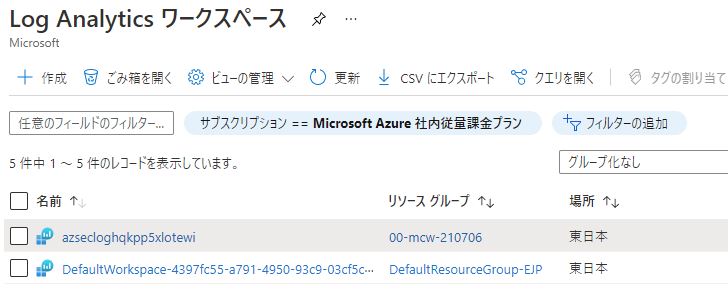 Log Analytics ワークスペース
Microsoft
作成 ごみ箱を開く ビューの管理 更新 CSV にエクスポート クエリを開く タグの割り当て
任意のフィールドのフィルター... サブスクリプション == Microsoft Azure 社内従量課金プラン フィルターの追加
5 件中 1 ～ 5 件のレコードを表示しています。 グループ化なし
名前 ↑↓ リソース グループ ↑↓ 場所 ↑↓
azsecloghqkpp5xlotewi 00-mcw-210706 東日本
DefaultWorkspace-4397fc55-a791-4950-93c9-03cf5c... DefaultResourceGroup-EJP 東日本